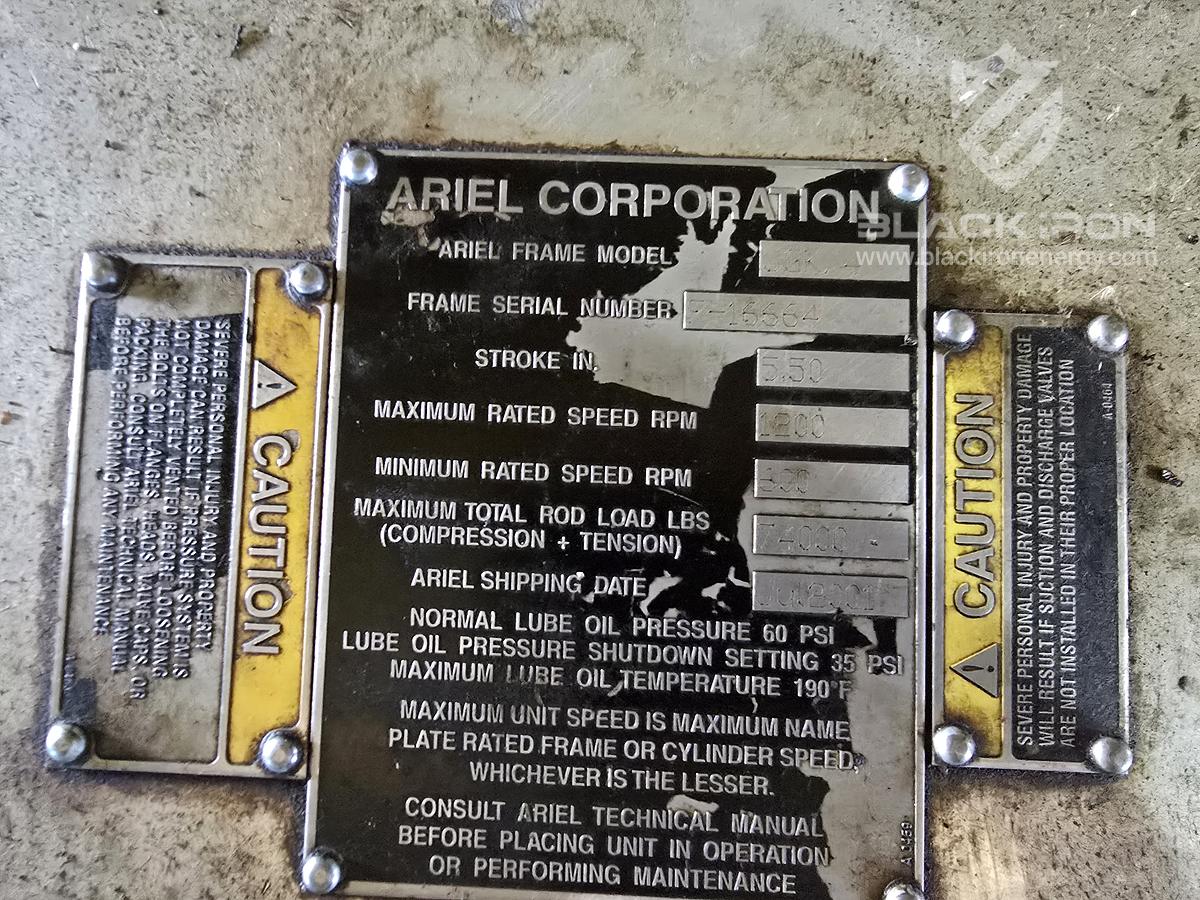 ARIEL CORPORATION
ARIEL FRAME MODEL
FRAME SERIAL NUMBER -16664
STROKE IN. 5.50
MAXIMUM RATED SPEED RPM 1200
MINIMUM RATED SPEED RPM
MAXIMUM TOTAL ROD LOAD LBS 74000
(COMPRESSION + TENSION)
ARIEL SHIPPING DATE
NORMAL LUBE OIL PRESSURE 60 PSI
LUBE OIL PRESSURE SHUTDOWN SETTING 35 PSI
MAXIMUM LUBE OIL TEMPERATURE 190°F
MAXIMUM UNIT SPEED IS MAXIMUM NAME
PLATE RATED FRAME OR CYLINDER SPEED,
WHICHEVER IS THE LESSER.
CONSULT ARIEL TECHNICAL MANUAL
BEFORE PLACING UNIT IN OPERATION
OR PERFORMING MAINTENANCE
A-0459
CAUTION
SEVERE PERSONAL INJURY AND PROPERTY
DAMAGE CAN RESULT IF PRESSURE SYSTEM IS
NOT COMPLETELY VENTED BEFORE LOOSENING
THE BOLTS ON FLANGES, HEADS, VALVE CAPS, OR
PACKING. CONSULT ARIEL TECHNICAL MANUAL
BEFORE PERFORMING ANY MAINTENANCE
CAUTION
SEVERE PERSONAL INJURY AND PROPERTY DAMAGE
WILL RESULT IF SUCTION AND DISCHARGE VALVES
ARE NOT INSTALLED IN THEIR PROPER LOCATION
A-0464
BLACK IRON
www.blackironenergy.com